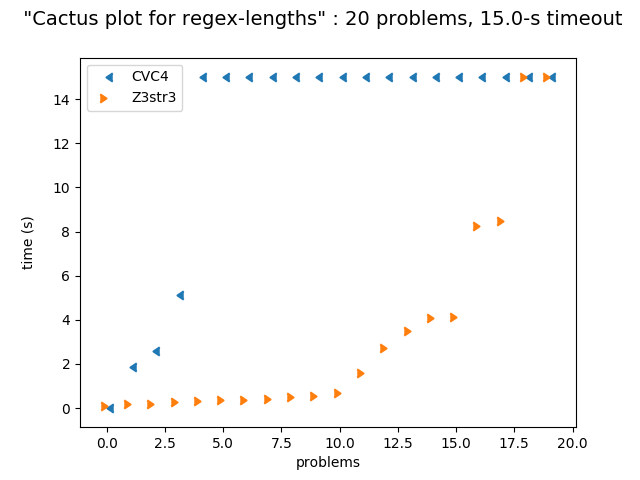 "Cactus plot for regex-lengths" : 20 problems, 15.0-s timeout
CVC4
Z3str3
14
12
10
8
6
4
2
0
time (s)
0.0 2.5 5.0 7.5 10.0 12.5 15.0 17.5 20.0
problems